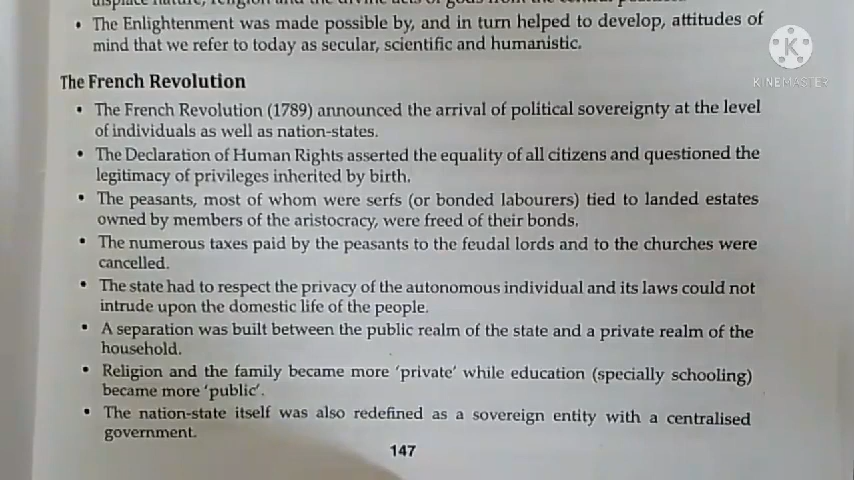 • The Enlightenment was made possible by, and in turn helped to develop, attitudes of
mind that we refer to today as secular, scientific and humanistic.
K
KINEMASTER
The French Revolution
• The French Revolution (1789) announced the arrival of political sovereignty at the level
of individuals as well as nation-states.
• The Declaration of Human Rights asserted the equality of all citizens and questioned the
legitimacy of privileges inherited by birth.
• The peasants, most of whom were serfs (or bonded labourers) tied to landed estates
owned by members of the aristocracy, were freed of their bonds.
• The numerous taxes paid by the peasants to the feudal lords and to the churches were
cancelled.
• The state had to respect the privacy of the autonomous individual and its laws could not
intrude upon the domestic life of the people.
• A separation was built between the public realm of the state and a private realm of the
household.
• Religion and the family became more 'private' while education (specially schooling)
became more 'public'.
• The nation-state itself was also redefined as a sovereign entity with a centralised
government.
147